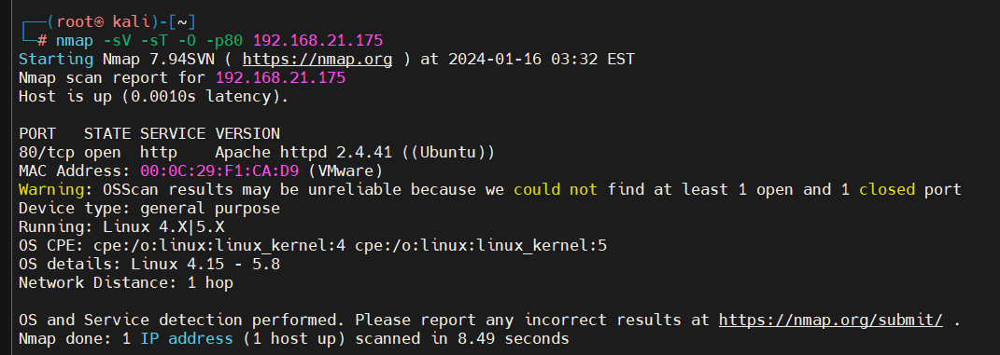 ┌──(root㉿ kali)-[~]
└─# nmap -sV -sT -O -p80 192.168.21.175
Starting Nmap 7.94SVN ( https://nmap.org ) at 2024-01-16 03:32 EST
Nmap scan report for 192.168.21.175
Host is up (0.0010s latency).

PORT   STATE SERVICE VERSION
80/tcp open  http    Apache httpd 2.4.41 ((Ubuntu))
MAC Address: 00:0C:29:F1:CA:D9 (VMware)
Warning: OSScan results may be unreliable because we could not find at least 1 open and 1 closed port
Device type: general purpose
Running: Linux 4.X|5.X
OS CPE: cpe:/o:linux:linux_kernel:4 cpe:/o:linux:linux_kernel:5
OS details: Linux 4.15 - 5.8
Network Distance: 1 hop

OS and Service detection performed. Please report any incorrect results at https://nmap.org/submit/ .
Nmap done: 1 IP address (1 host up) scanned in 8.49 seconds